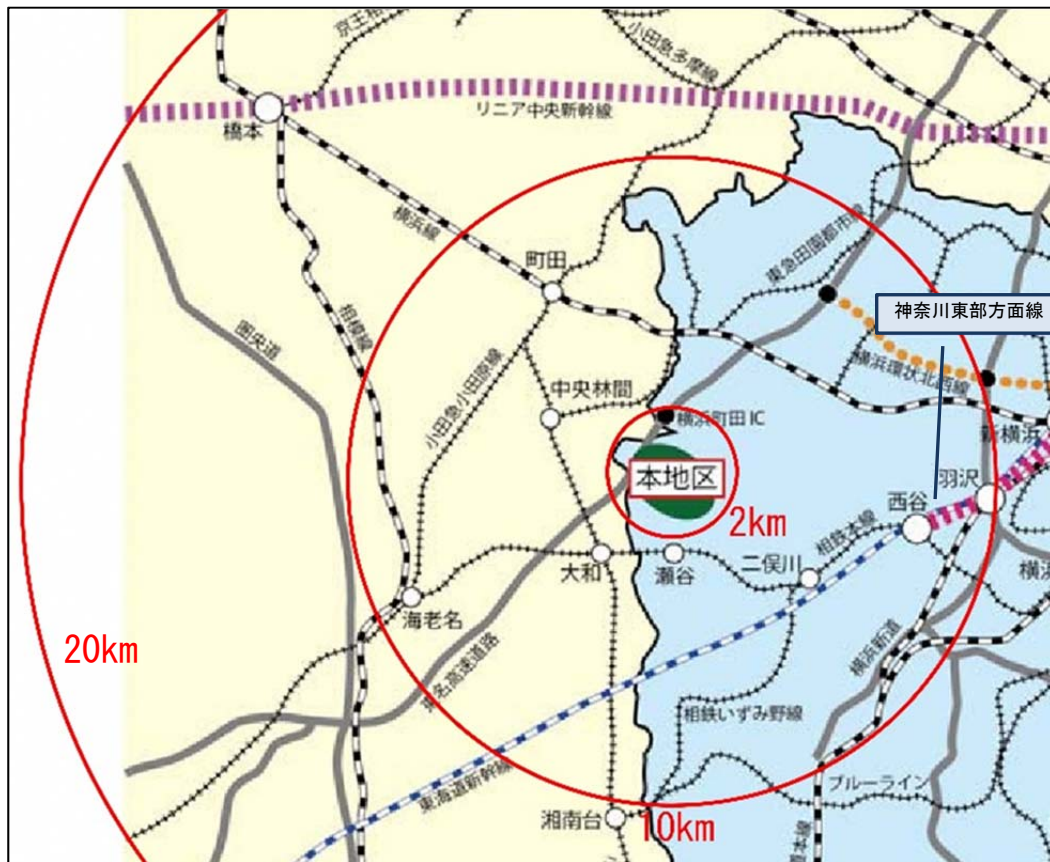 小田急多摩線
リニア中央新幹線
橋本
横浜線
町田
東急田園都市線
神奈川東部方面線
圏央道
相模線
小田急小田原線
横浜環状北西線
中央林間
横浜町田IC
新横浜
本地区
羽沢
西谷
2km
相鉄本線
大和
瀬谷
二俣川
海老名
20km
横浜新道
東名高速道路
相鉄いずみ野線
東海道新幹線
ブルーライン
湘南台
10km